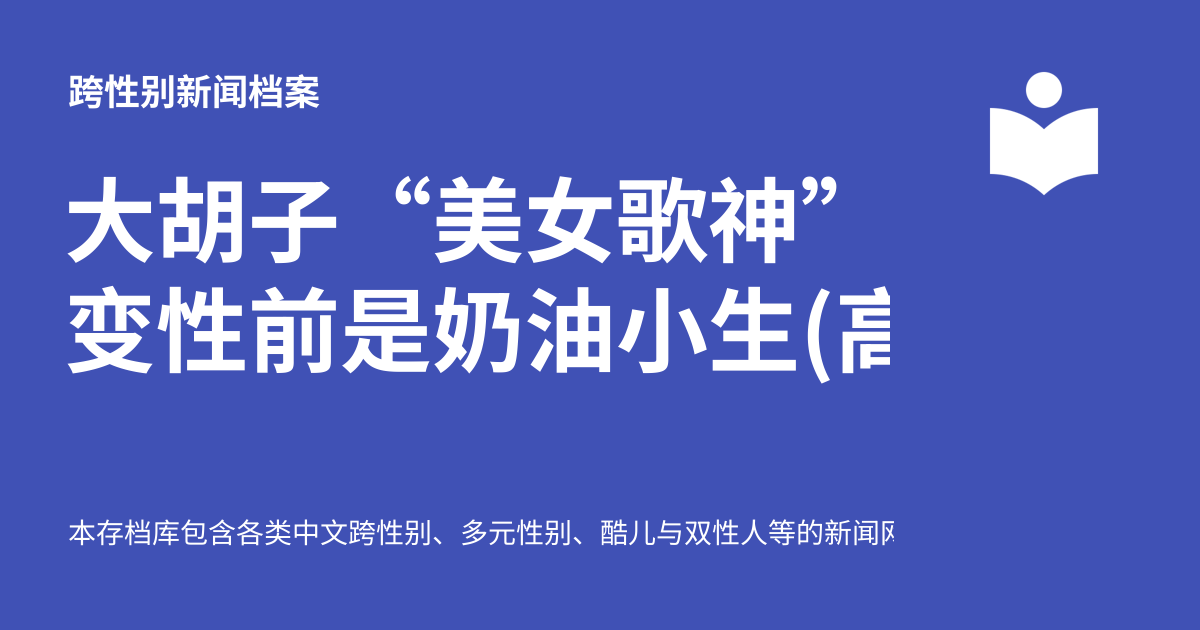 跨性别新闻档案
大胡子“美女歌神”
变性前是奶油小生(高
本存档库包含各类中文跨性别、多元性别、酷儿与双性人等的新闻